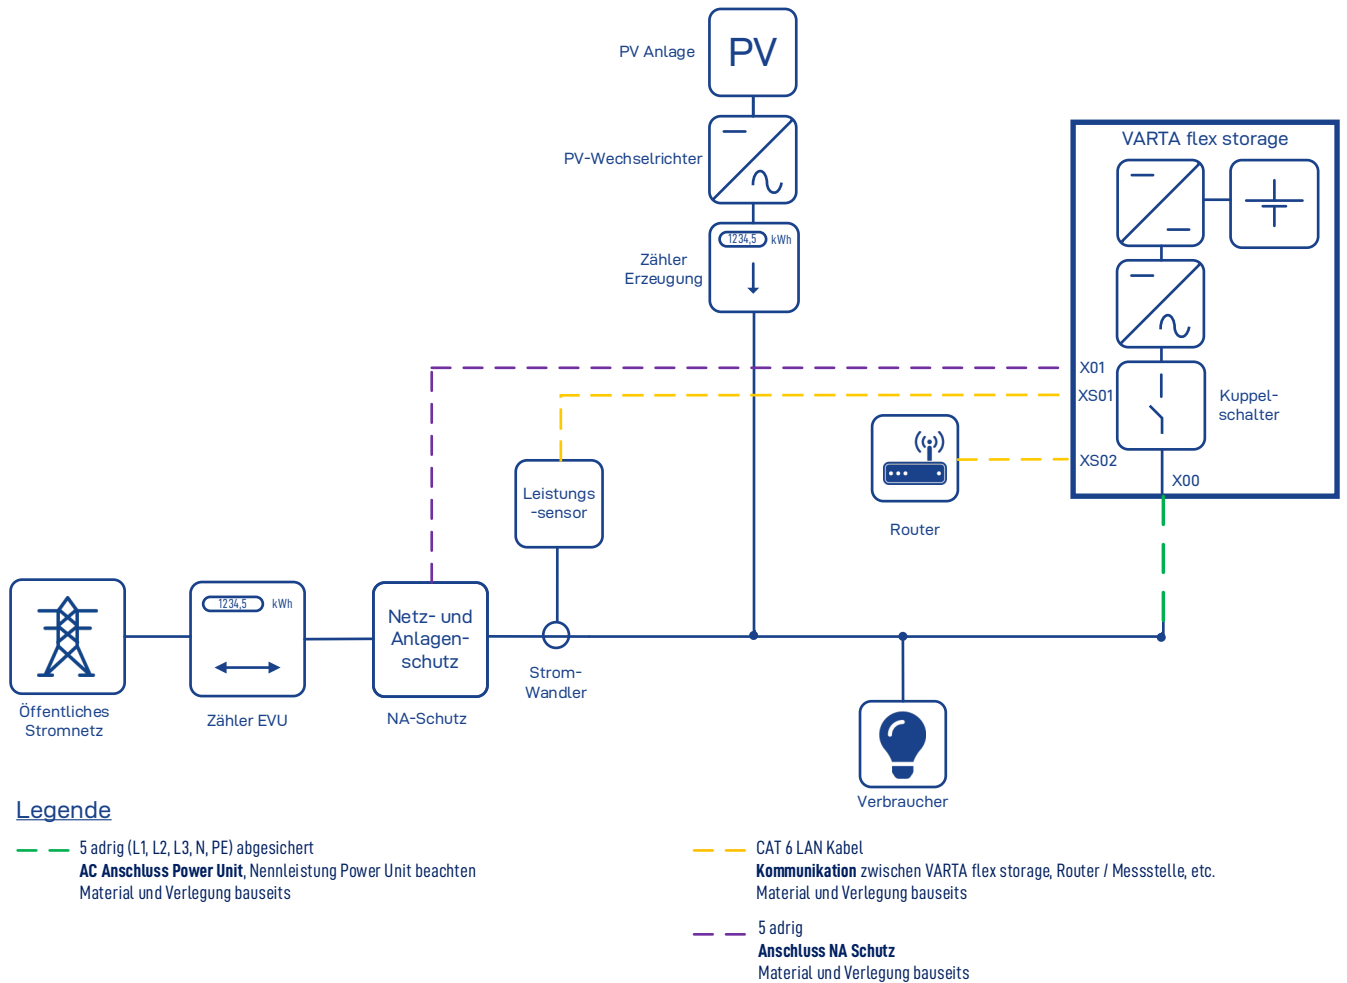 PV Anlage
PV
PV-Wechselrichter
1234,5 kWh
Zähler
Erzeugung
VARTA flex storage
X01
XS01
Kuppel-
schalter
XS02
X00
Router
Leistungs
-sensor
1234,5 kWh
Netz- und
Anlagen-
schutz
Strom-
Wandler
Öffentliches
Stromnetz
Zähler EVU
NA-Schutz
Verbraucher
Legende
5 adrig (L1, L2, L3, N, PE) abgesichert
AC Anschluss Power Unit, Nennleistung Power Unit beachten
Material und Verlegung bauseits
CAT 6 LAN Kabel
Kommunikation zwischen VARTA flex storage, Router / Messstelle, etc.
Material und Verlegung bauseits
5 adrig
Anschluss NA Schutz
Material und Verlegung bauseits